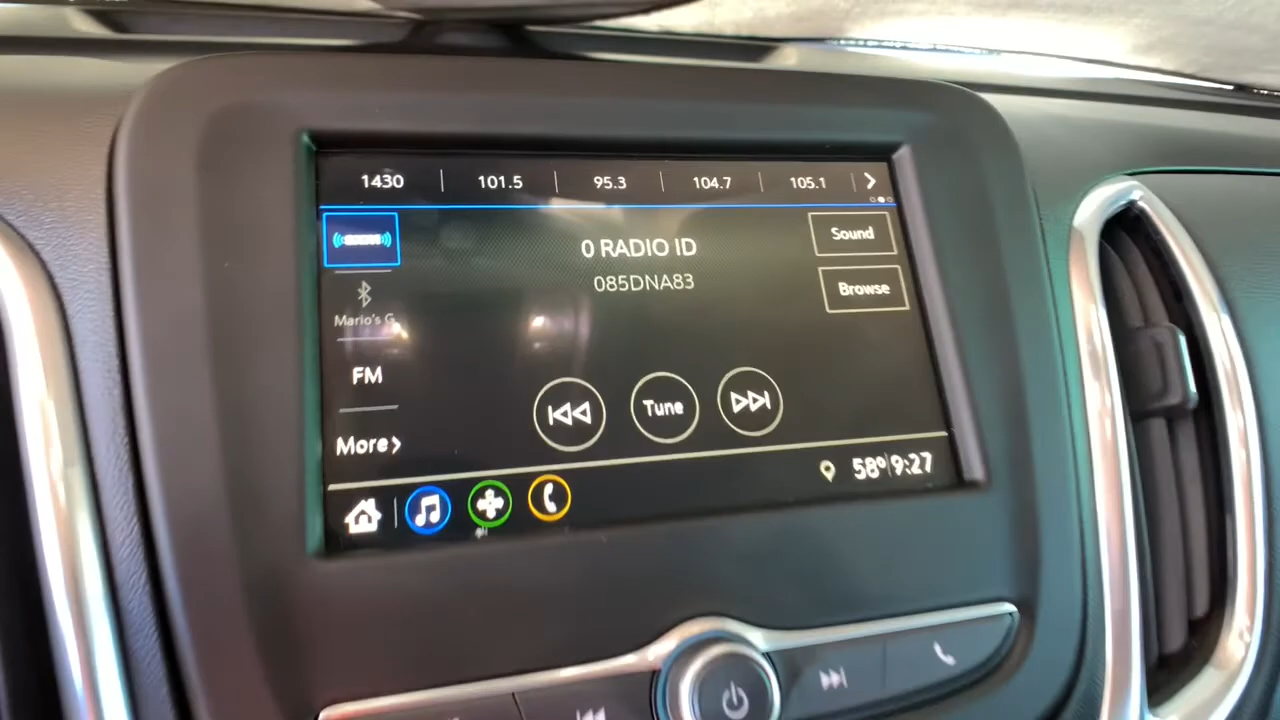 1430 101.5 95.3 104.7 105.1
0 RADIO ID
085DNA83
Sound
Browse
Mario's G
FM
Tune
More
58° 9:27